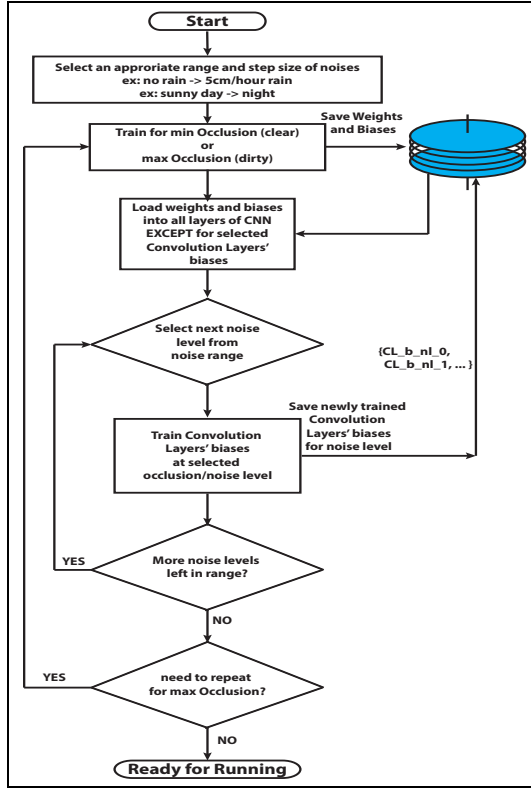 Start
Select an approriate range and step size of noises
ex: no rain -> 5cm/hour rain
ex: sunny day -> night
Save Weights
and Biases
Train for min Occlusion (clear)
or
max Occlusion (dirty)
Load weights and biases
into all layers of CNN
EXCEPT for selected
Convolution Layers'
biases
Select next noise
level from
noise range
{CL_b_nl_0,
CL_b_nl_1, ... }
Save newly trained
Convolution
Layers' biases
for noise level
Train Convolution
Layers' biases
at selected
occlusion/noise level
YES
More noise levels
left in range?
NO
YES
need to repeat
for max Occlusion?
NO
Ready for Running